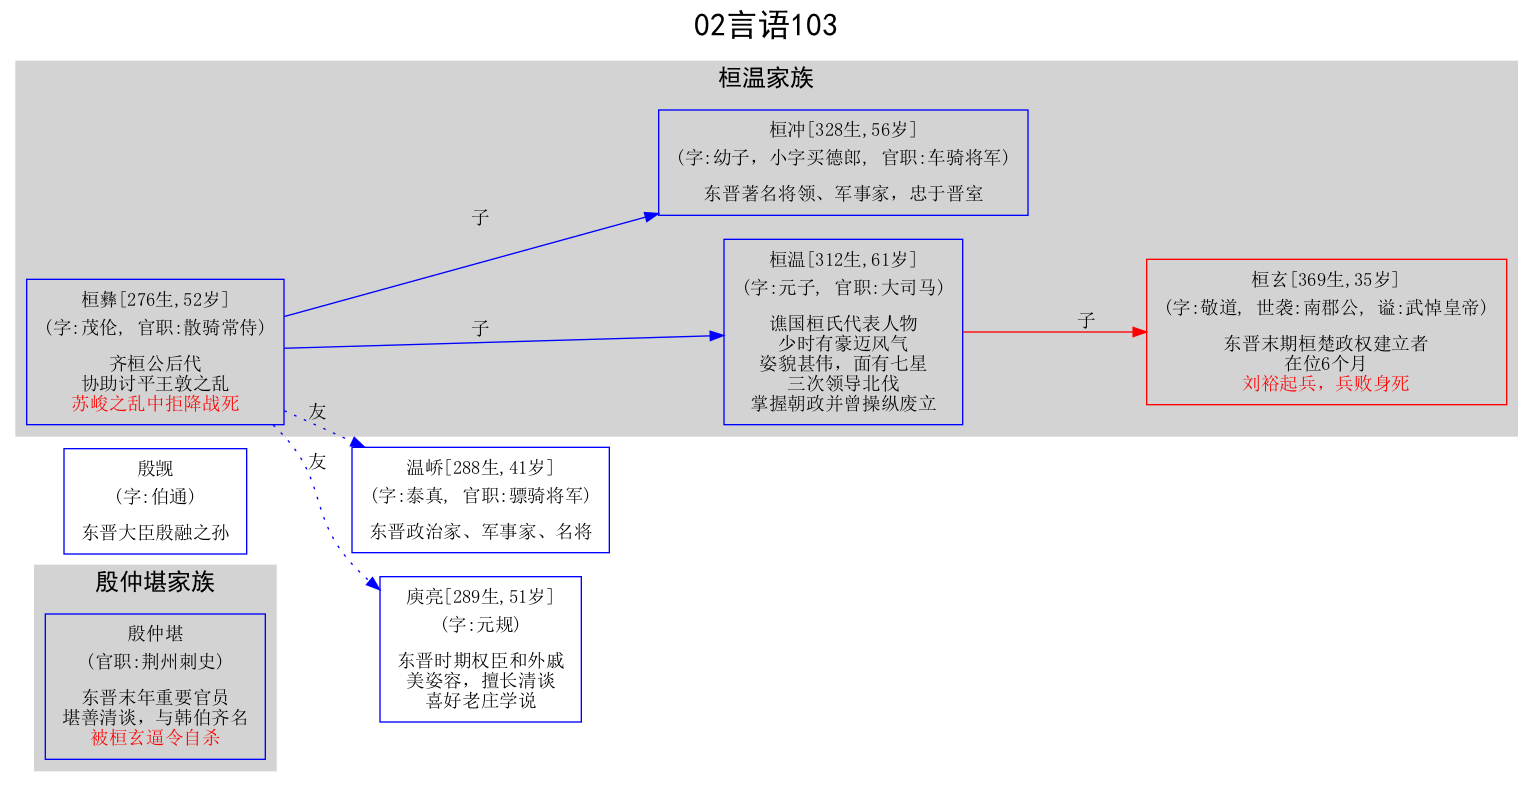 02言语103
桓温家族
桓冲[328生,56岁]
(字:幼子, 小字买德郎, 官职:车骑将军)
东晋著名将领、军事家，忠于晋室
子
桓彝[276生,52岁]
(字:茂伦, 官职:散骑常侍)
齐桓公后代
协助讨平王敦之乱
苏峻之乱中拒降战死
子
桓温[312生,61岁]
(字:元子, 官职:大司马)
谯国桓氏代表人物
少时有豪迈风气
姿貌甚伟，面有七星
三次领导北伐
掌握朝政并曾操纵废立
子
桓玄[369生,35岁]
(字:敬道, 世袭:南郡公, 谥:武悼皇帝)
东晋末期桓楚政权建立者
在位6个月
刘裕起兵，兵败身死
友
友
殷觊
(字:伯通)
东晋大臣殷融之孙
温峤[288生,41岁]
(字:泰真, 官职:骠骑将军)
东晋政治家、军事家、名将
殷仲堪家族
殷仲堪
(官职:荆州刺史)
东晋末年重要官员
堪善清谈，与韩伯齐名
被桓玄逼令自杀
庾亮[289生,51岁]
(字:元规)
东晋时期权臣和外戚
美姿容，擅长清谈
喜好老庄学说